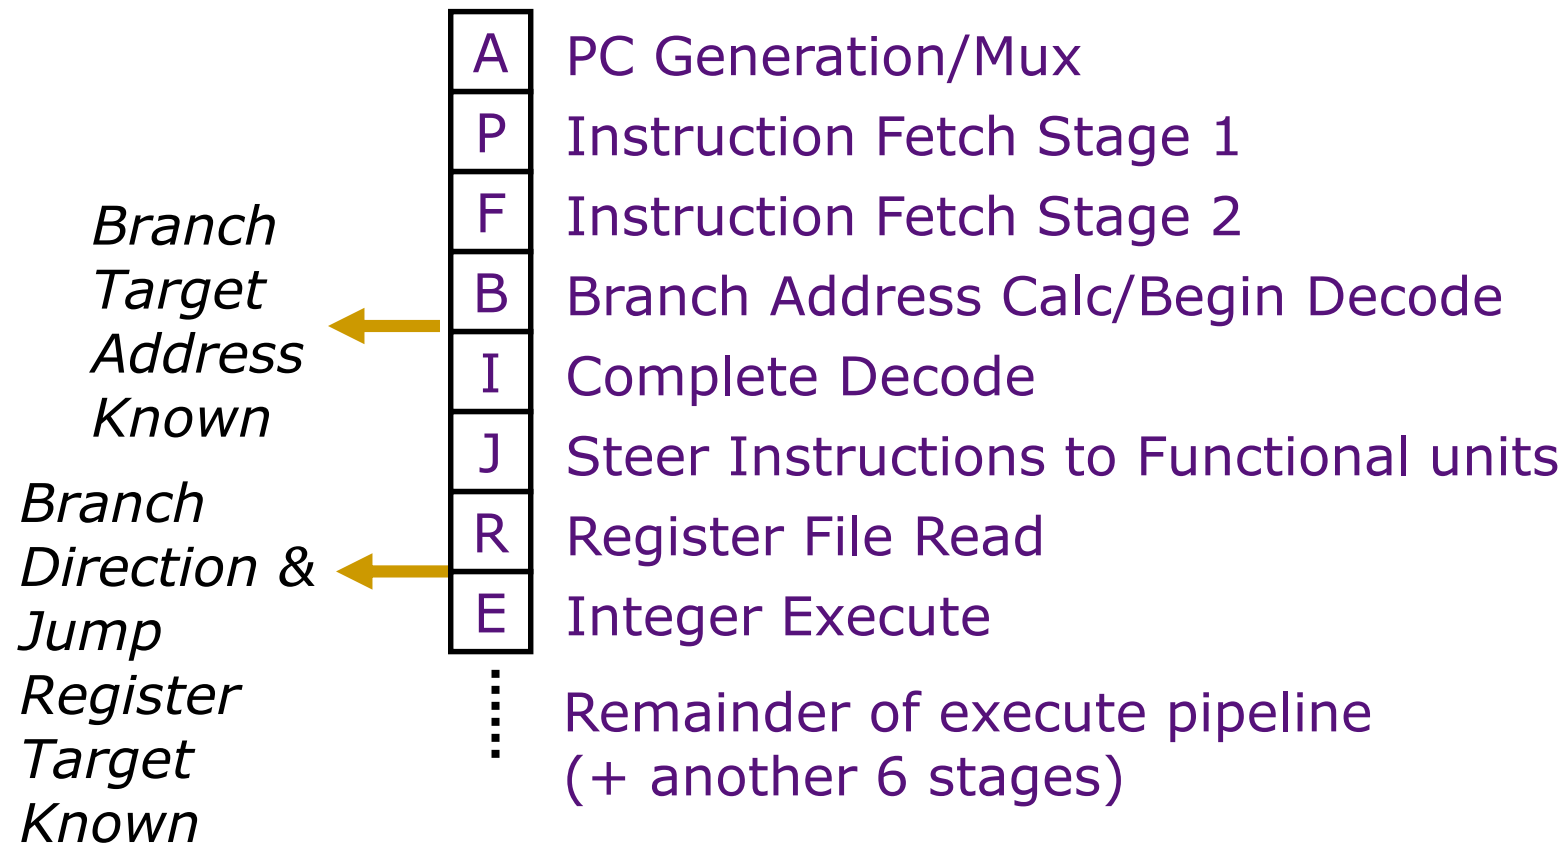 A PC Generation/Mux
P Instruction Fetch Stage 1
F Instruction Fetch Stage 2
B Branch Address Calc/Begin Decode
I Complete Decode
J Steer Instructions to Functional units
R Register File Read
E Integer Execute
Remainder of execute pipeline
(+ another 6 stages)
Branch
Target
Address
Known
Branch
Direction &
Jump
Register
Target
Known